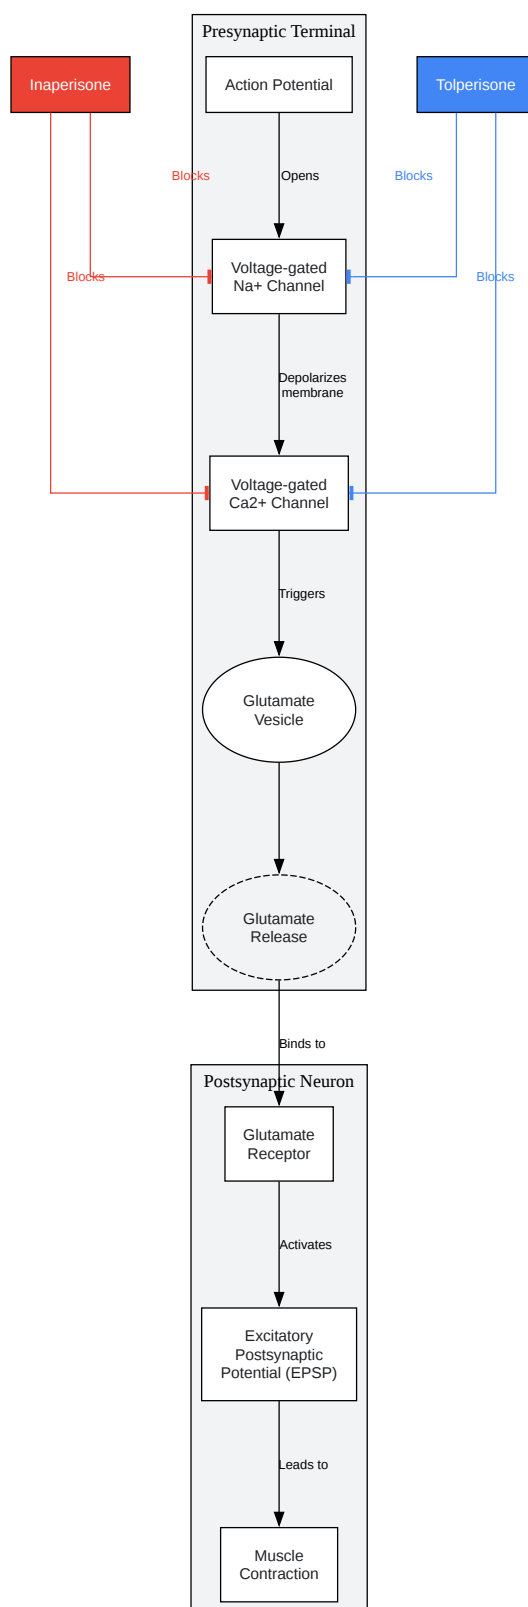 Presynaptic Terminal
Inaperisone
Action Potential
Tolperisone
Blocks
Opens
Blocks
Blocks
Voltage-gated
Na+ Channel
Blocks
Depolarizes
membrane
Voltage-gated
Ca2+ Channel
Triggers
Glutamate
Vesicle
Glutamate
Release
Binds to
Postsynaptic Neuron
Glutamate
Receptor
Activates
Excitatory
Postsynaptic
Potential (EPSP)
Leads to
Muscle
Contraction